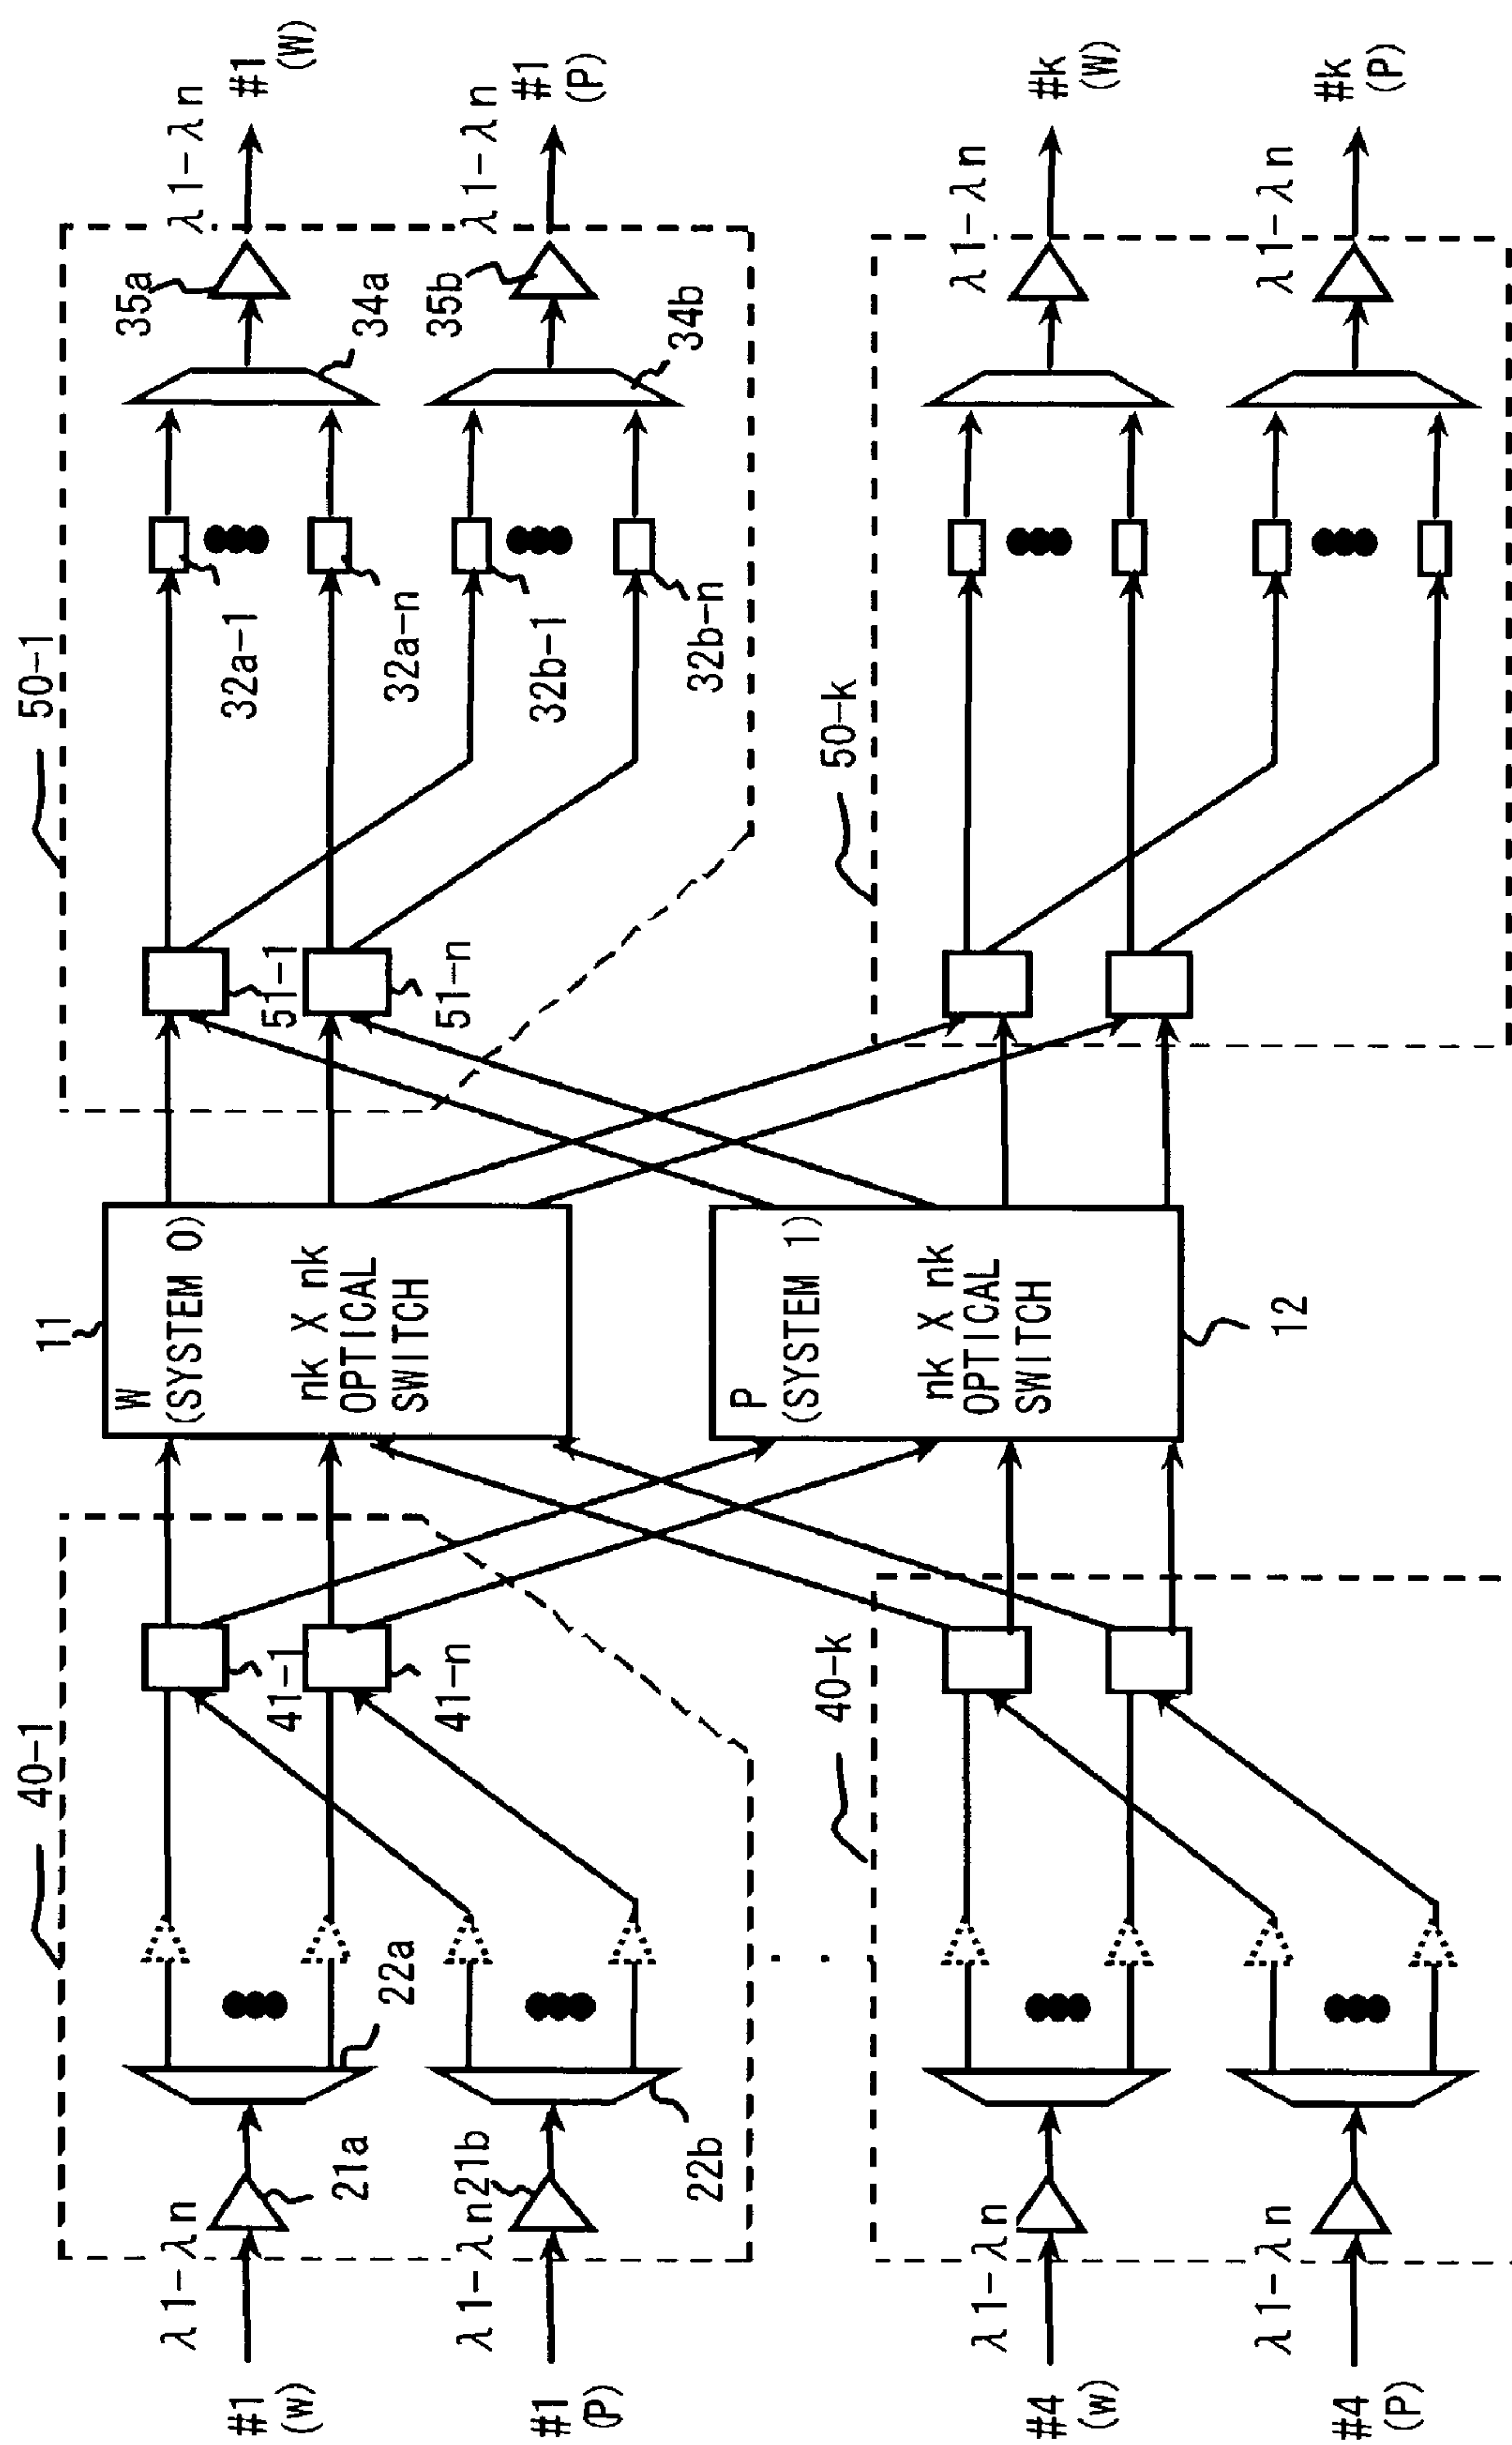 40-1
λ1-λn
#1
(W)
21a
22a
41-1
41-n
λ1-λn
#1
(P)
21b
22b
40-k
λ1-λn
#4
(W)
λ1-λn
#4
(P)
11
W
(SYSTEM 0)
nk X nk
OPTICAL
SWITCH
P
(SYSTEM 1)
nk X nk
OPTICAL
SWITCH
12
50-1
51-1
51-n
32a-1
32a-n
32b-1
32b-n
35a
34a
35b
34b
λ1-λn
#1
(W)
λ1-λn
#1
(P)
50-k
λ1-λn
#k
(W)
λ1-λn
#k
(P)